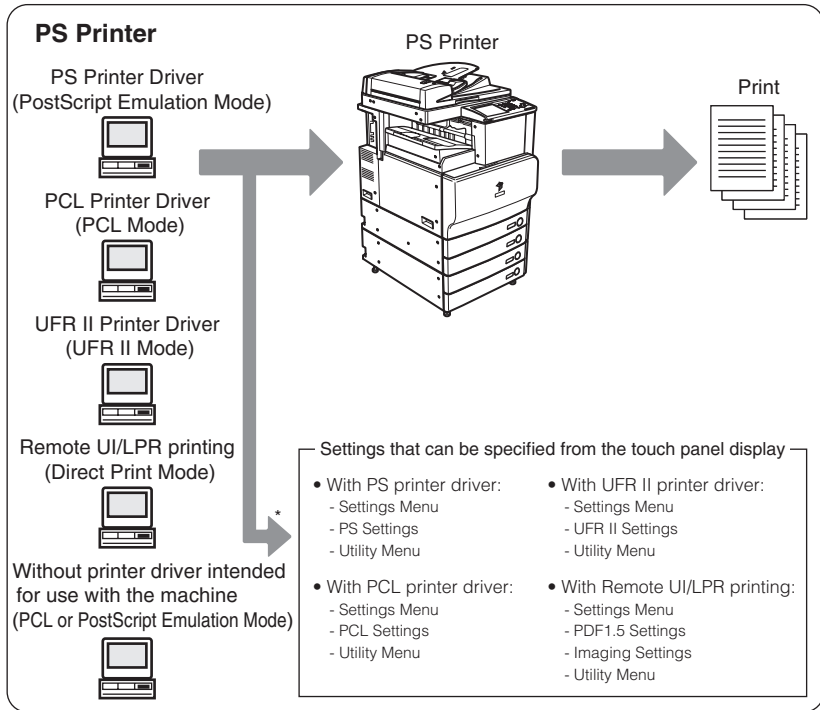 PS Printer
PS Printer Driver
(PostScript Emulation Mode)
PCL Printer Driver
(PCL Mode)
UFR II Printer Driver
(UFR II Mode)
Remote UI/LPR printing
(Direct Print Mode)
Without printer driver intended
for use with the machine
(PCL or PostScript Emulation Mode)
PS Printer
Print
*
Settings that can be specified from the touch panel display
• With PS printer driver:
- Settings Menu
- PS Settings
- Utility Menu
• With PCL printer driver:
- Settings Menu
- PCL Settings
- Utility Menu
• With UFR II printer driver:
- Settings Menu
- UFR II Settings
- Utility Menu
• With Remote UI/LPR printing:
- Settings Menu
- PDF1.5 Settings
- Imaging Settings
- Utility Menu